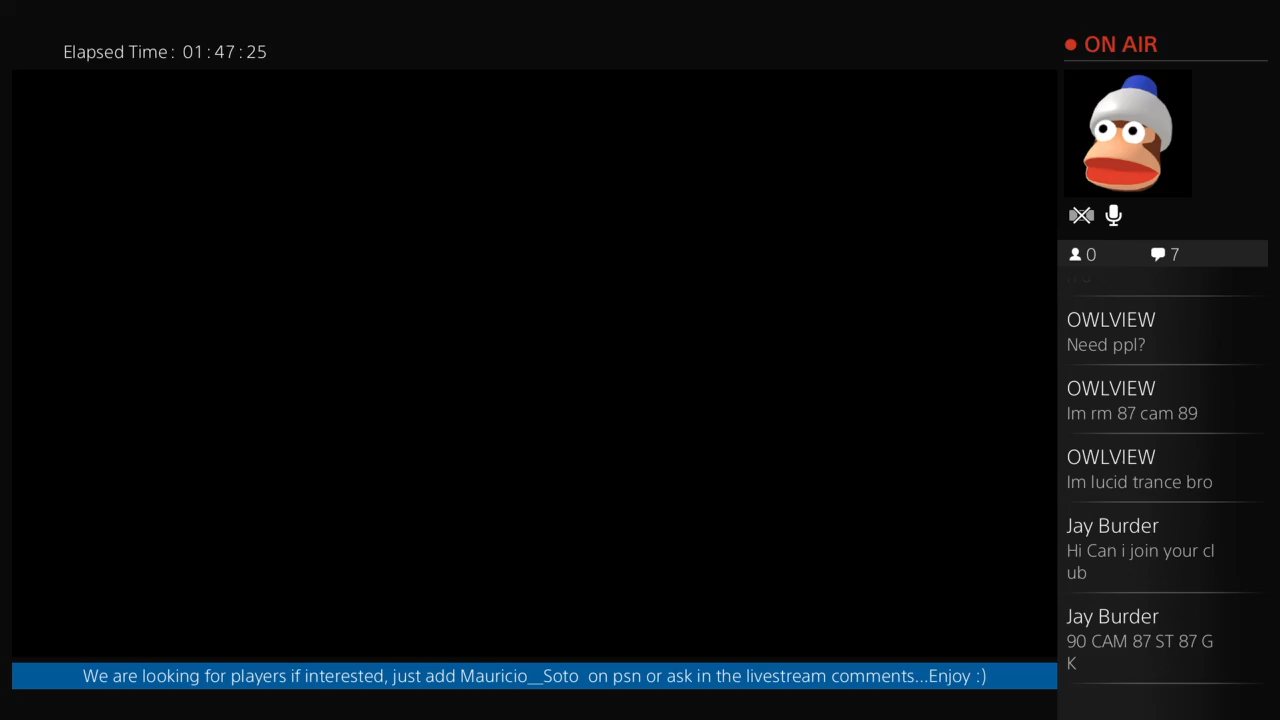 Elapsed Time: 01:47:25
ON AIR
0 7
OWLVIEW
Need ppl?
OWLVIEW
Im rm 87 cam 89
OWLVIEW
Im lucid trance bro
Jay Burder
Hi Can i join your cl
ub
Jay Burder
90 CAM 87 ST 87 G
K
We are looking for players if interested, just add Mauricio__Soto on psn or ask in the livestream comments...Enjoy :)